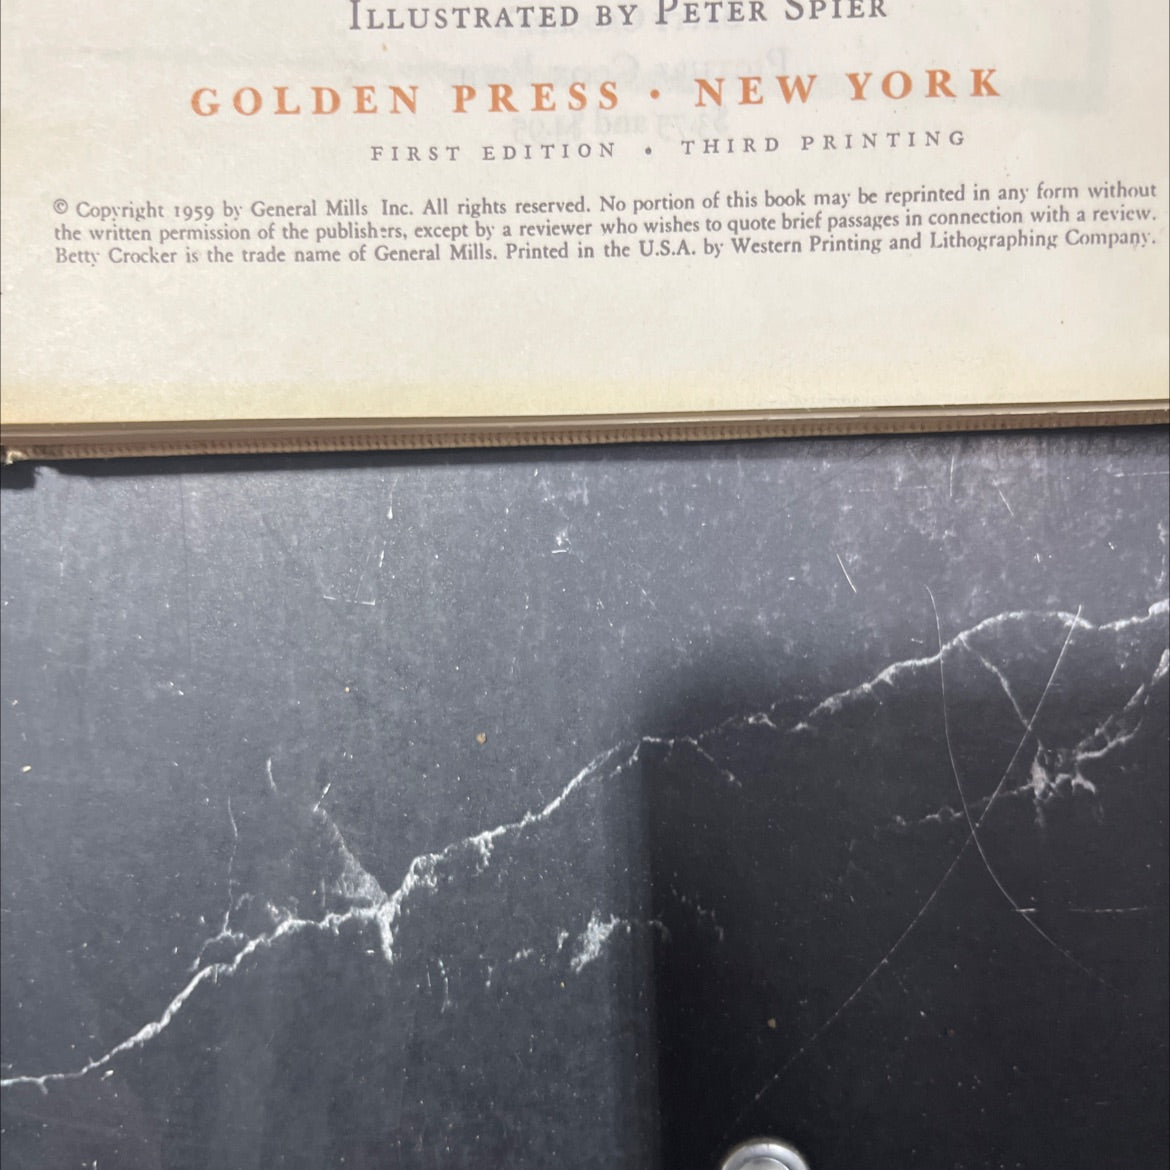 ILLUSTRATED BY PETER SPIER
GOLDEN PRESS • NEW YORK
FIRST EDITION • THIRD PRINTING
© Copyright 1959 by General Mills Inc. All rights reserved. No portion of this book may be reprinted in any form without
the written permission of the publishers, except by a reviewer who wishes to quote brief passages in connection with a review.
Betty Crocker is the trade name of General Mills. Printed in the U.S.A. by Western Printing and Lithographing Company.